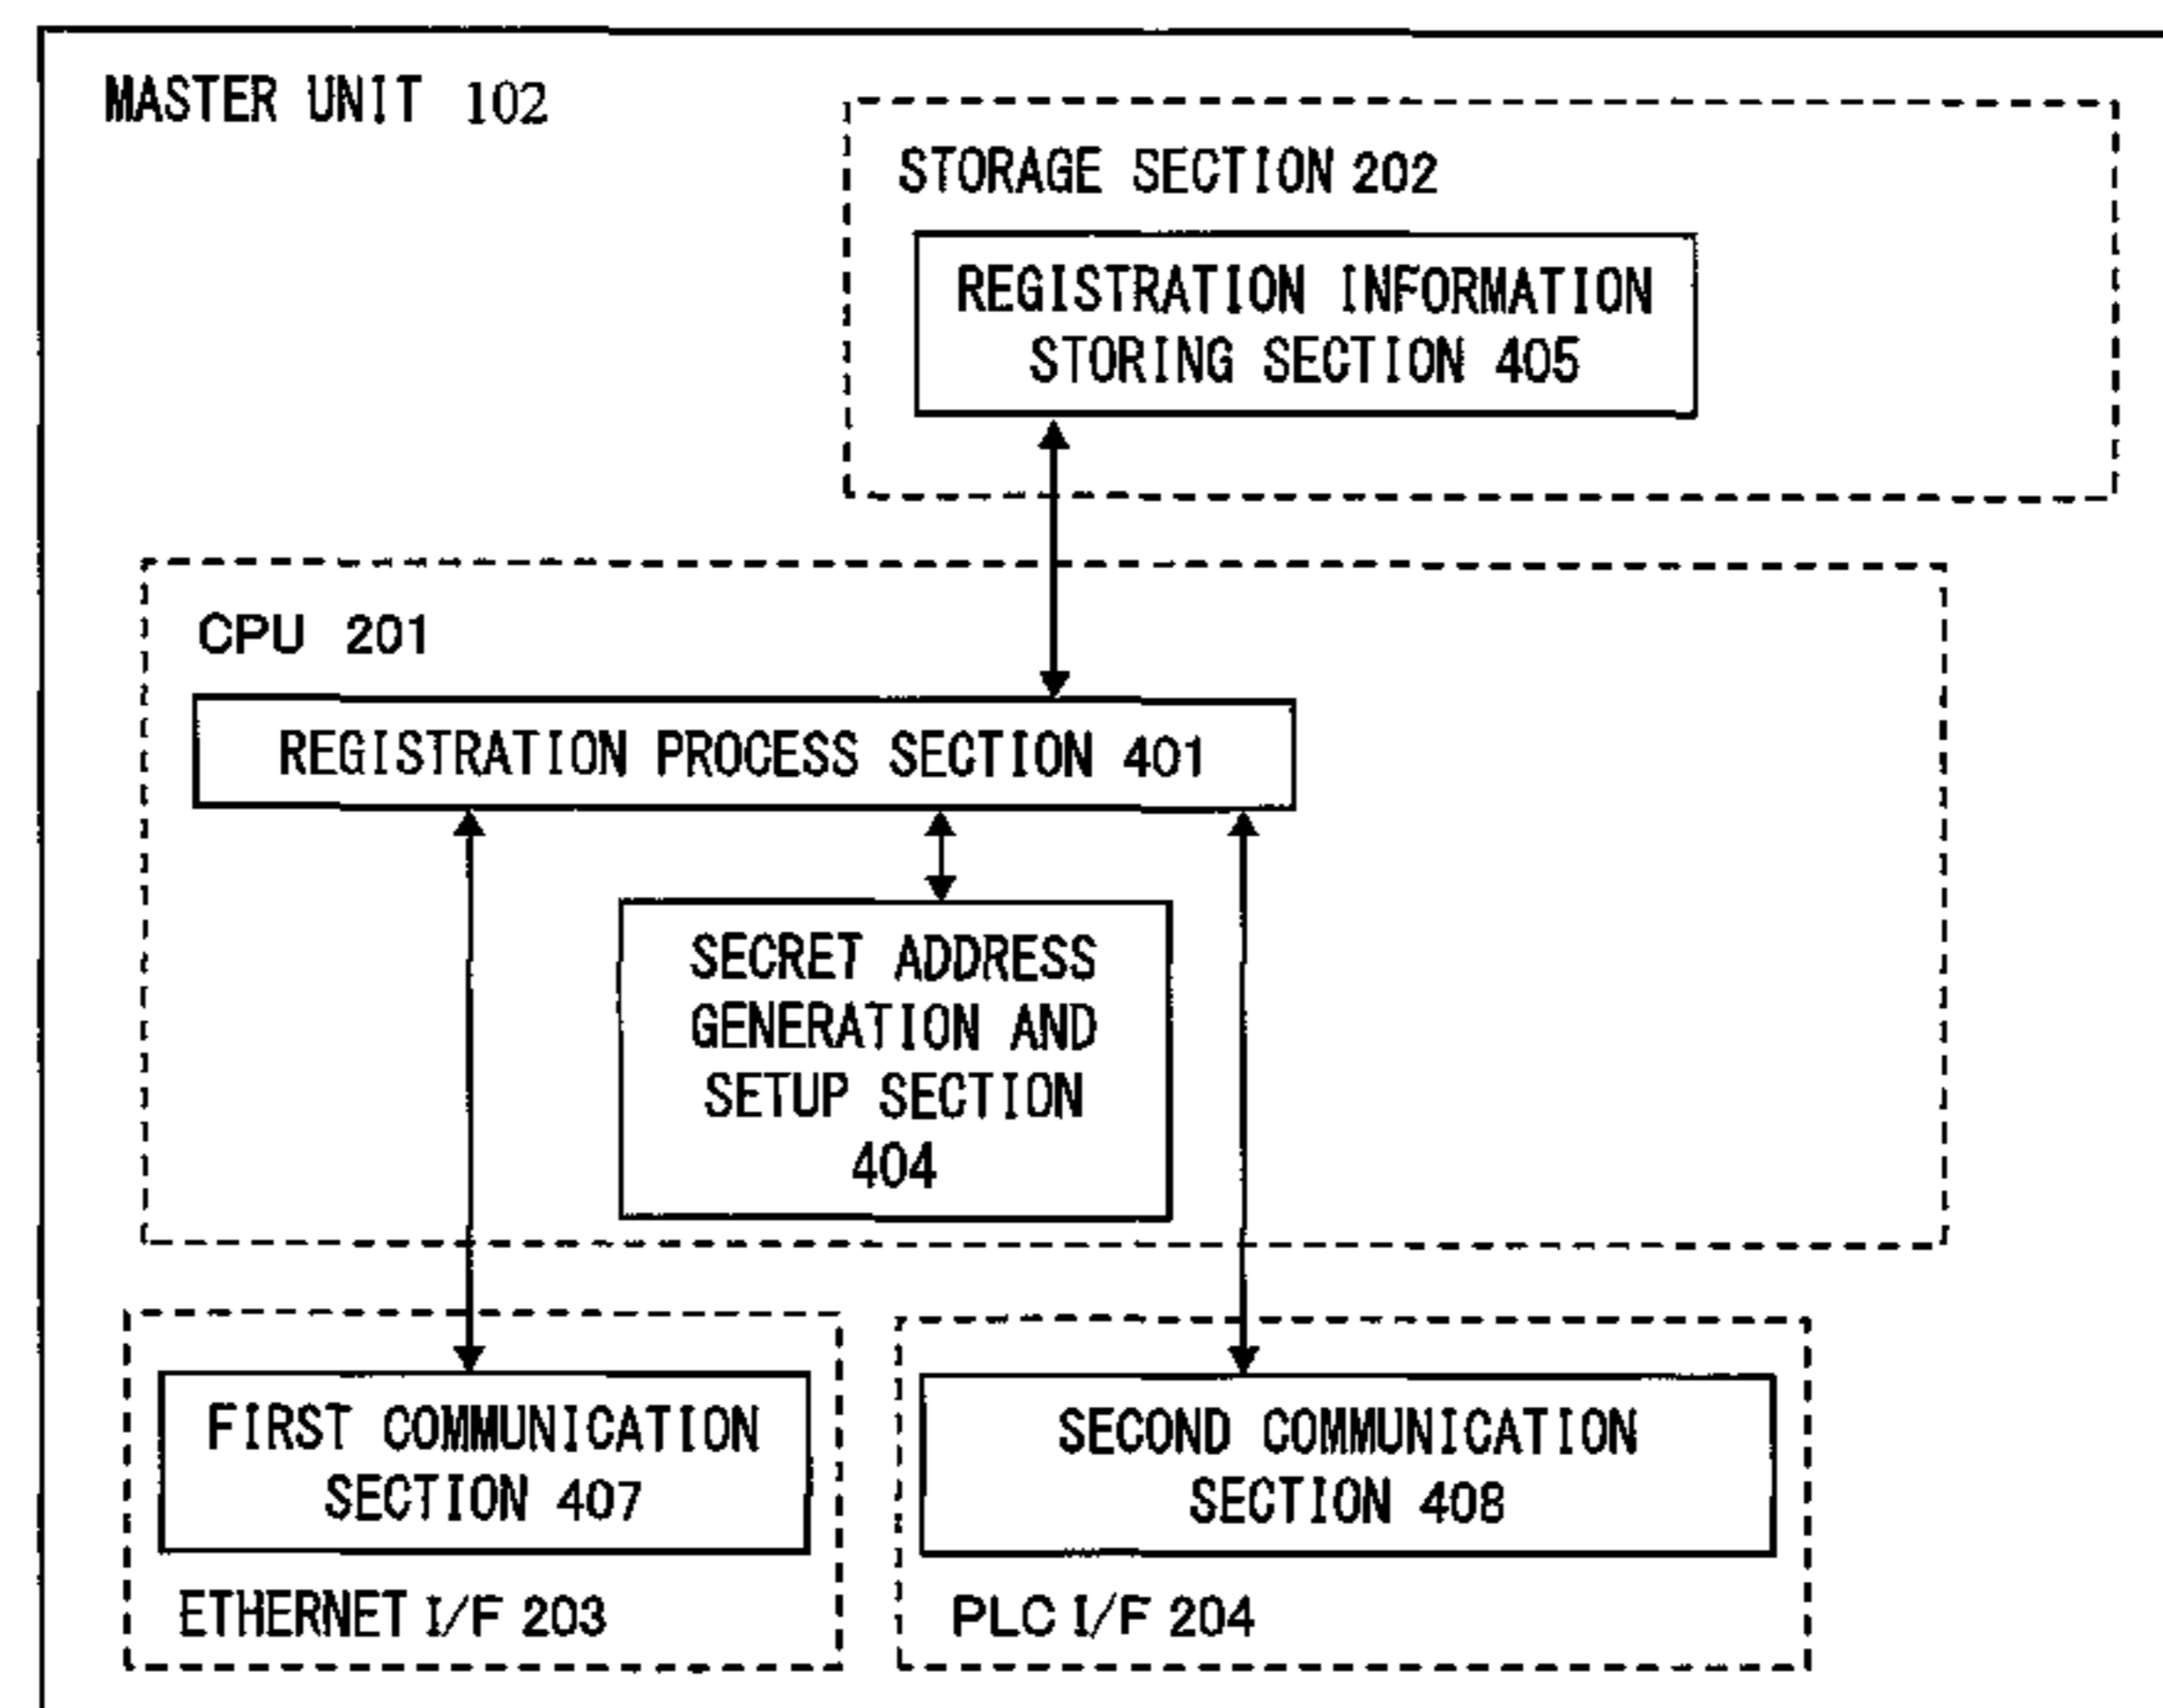 MASTER UNIT 102
STORAGE SECTION 202
REGISTRATION INFORMATION
STORING SECTION 405
CPU 201
REGISTRATION PROCESS SECTION 401
SECRET ADDRESS
GENERATION AND
SETUP SECTION
404
FIRST COMMUNICATION
SECTION 407
ETHERNET I/F 203
SECOND COMMUNICATION
SECTION 408
PLC I/F 204